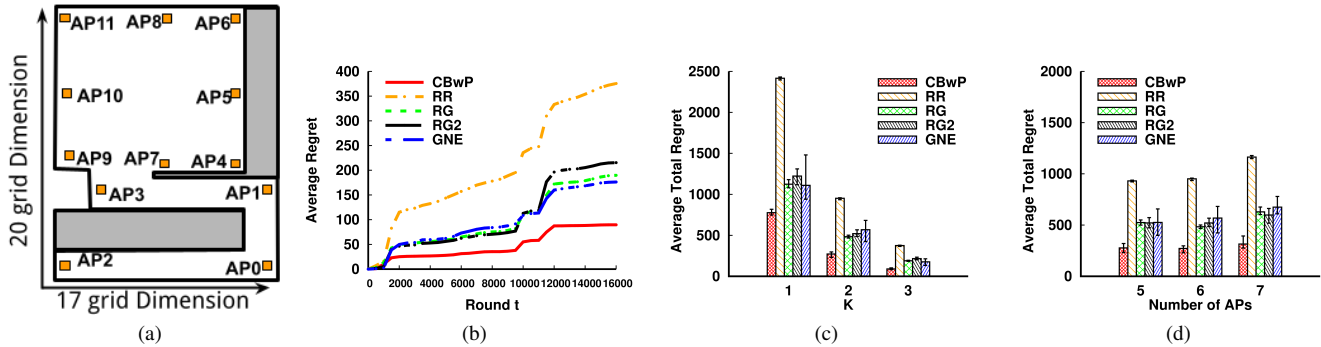 AP11
AP8
AP6
AP10
AP5
AP9
AP7
AP4
AP3
AP1
AP2
AP0
20 grid Dimension
17 grid Dimension
(a)
400
350
300
250
200
150
100
50
0
Average Regret
CBwP
RR
RG
RG2
GNE
0 2000 4000 6000 8000 10000 12000 14000 16000
Round t
(b)
2500
2000
1500
1000
500
0
Average Total Regret
CBwP
RR
RG
RG2
GNE
1 2 3
K
(c)
2000
1500
1000
500
0
Average Total Regret
CBwP
RR
RG
RG2
GNE
5 6 7
Number of APs
(d)